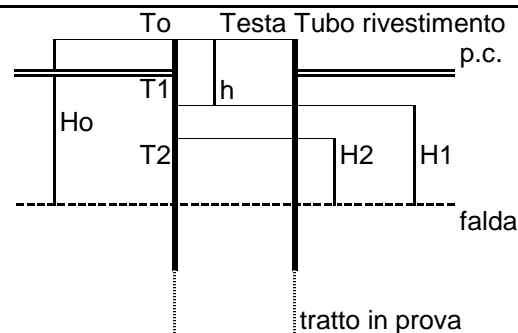 To Testa Tubo rivestimento
p.c.
T1 h
Ho
T2 H2 H1
falda
tratto in prova